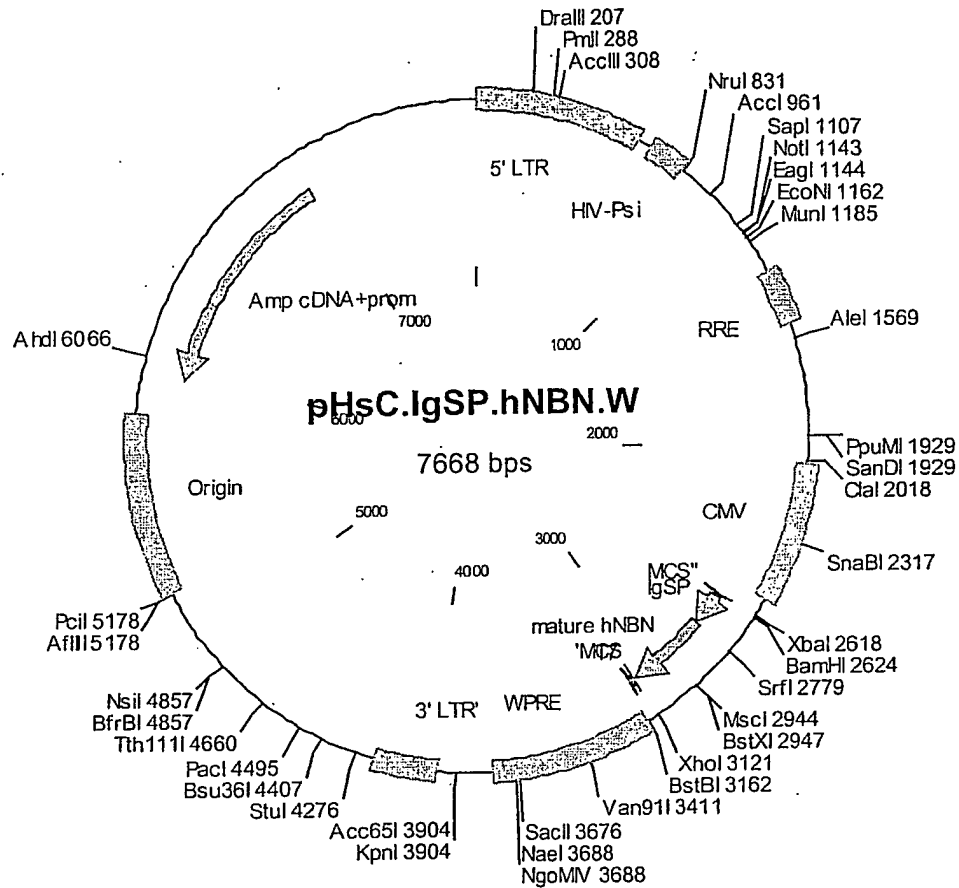 DraIII 207
PmlI 288
AccIII 308
NruI 831
AccI 961
SapI 1107
NotI 1143
EagI 1144
EcoNI 1162
MunI 1185
5' LTR
HIV-Psi
Amp cDNA+prom
7000
1000
RRE
AleI 1569
AhdI 6066
pHsC.IgSP.hNBN.W
6000
2000
7668 bps
PpuMI 1929
SanDI 1929
ClaI 2018
Origin
5000
CMV
3000
4000
SnaBI 2317
MCS"
IgSP
mature hNBN
'MC
PciI 5178
AflIII 5178
XbaI 2618
BamHI 2624
SrfI 2779
NsiI 4857
BfrBI 4857
Tth111I 4660
3' LTR'
WPRE
MscI 2944
BstXI 2947
PacI 4495
Bsu36I 4407
StuI 4276
XhoI 3121
BstBI 3162
Van91I 3411
Acc65I 3904
KpnI 3904
SacII 3676
NaeI 3688
NgoMIV 3688